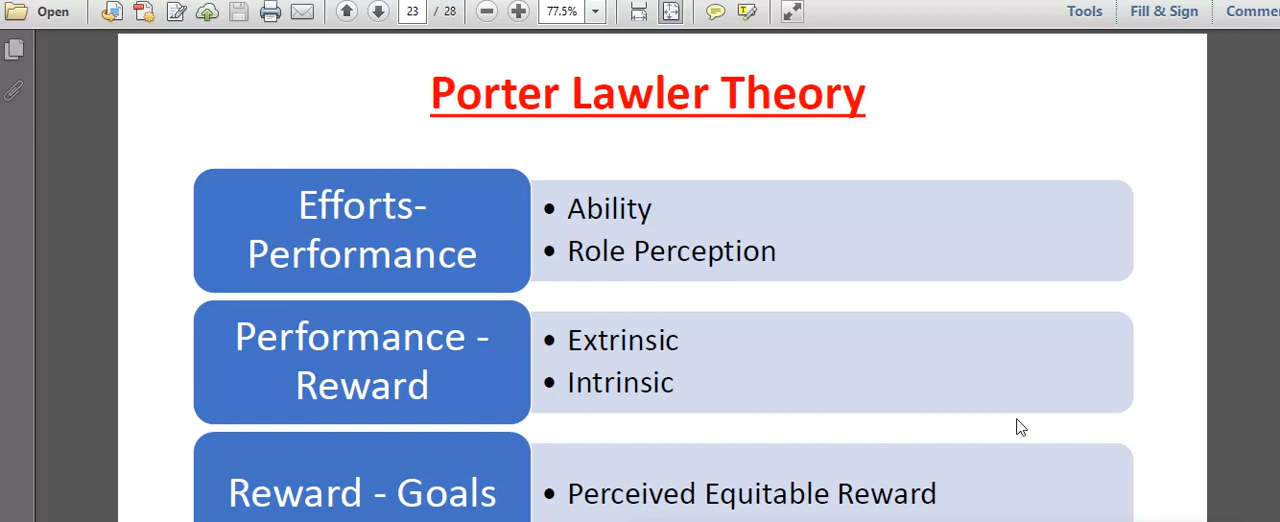 Open
23 / 28
77.5%
Tools
Fill & Sign
Comme
Porter Lawler Theory
Efforts-
Performance
• Ability
• Role Perception
Performance -
Reward
• Extrinsic
• Intrinsic
Reward - Goals
• Perceived Equitable Reward